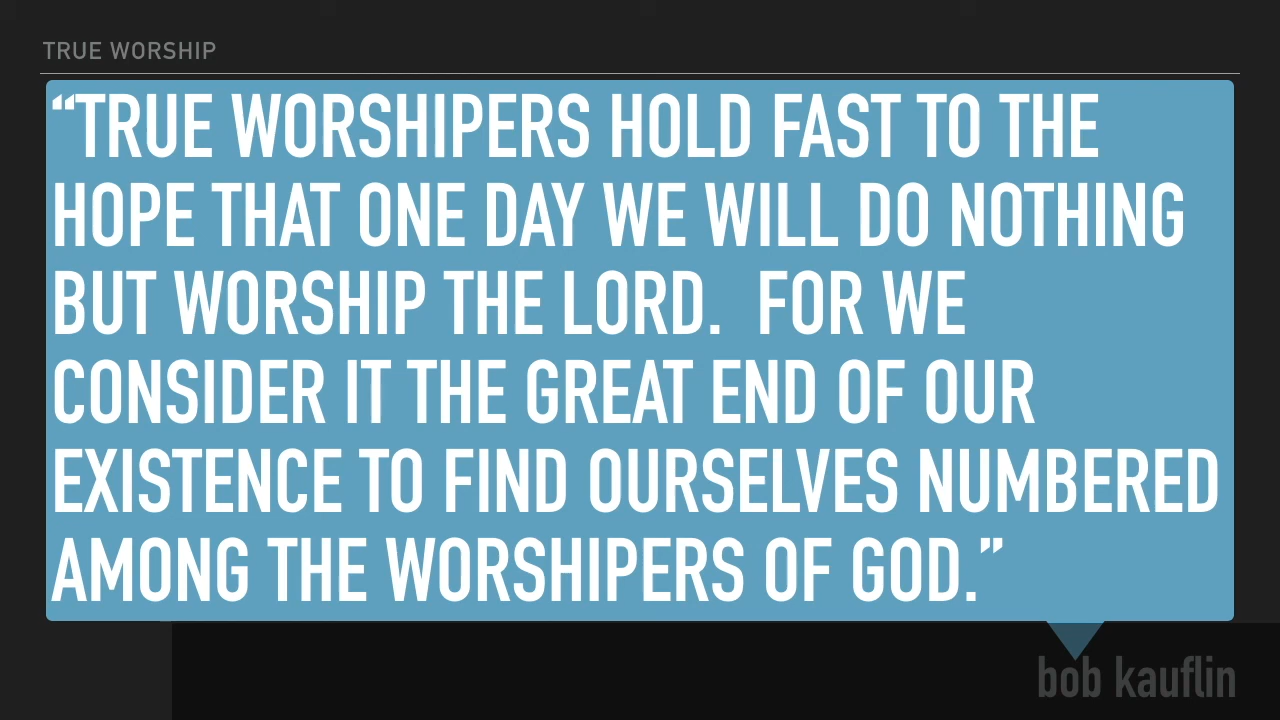 TRUE WORSHIP
“TRUE WORSHIPERS HOLD FAST TO THE
HOPE THAT ONE DAY WE WILL DO NOTHING
BUT WORSHIP THE LORD.  FOR WE
CONSIDER IT THE GREAT END OF OUR
EXISTENCE TO FIND OURSELVES NUMBERED
AMONG THE WORSHIPERS OF GOD.”
bob kauflin